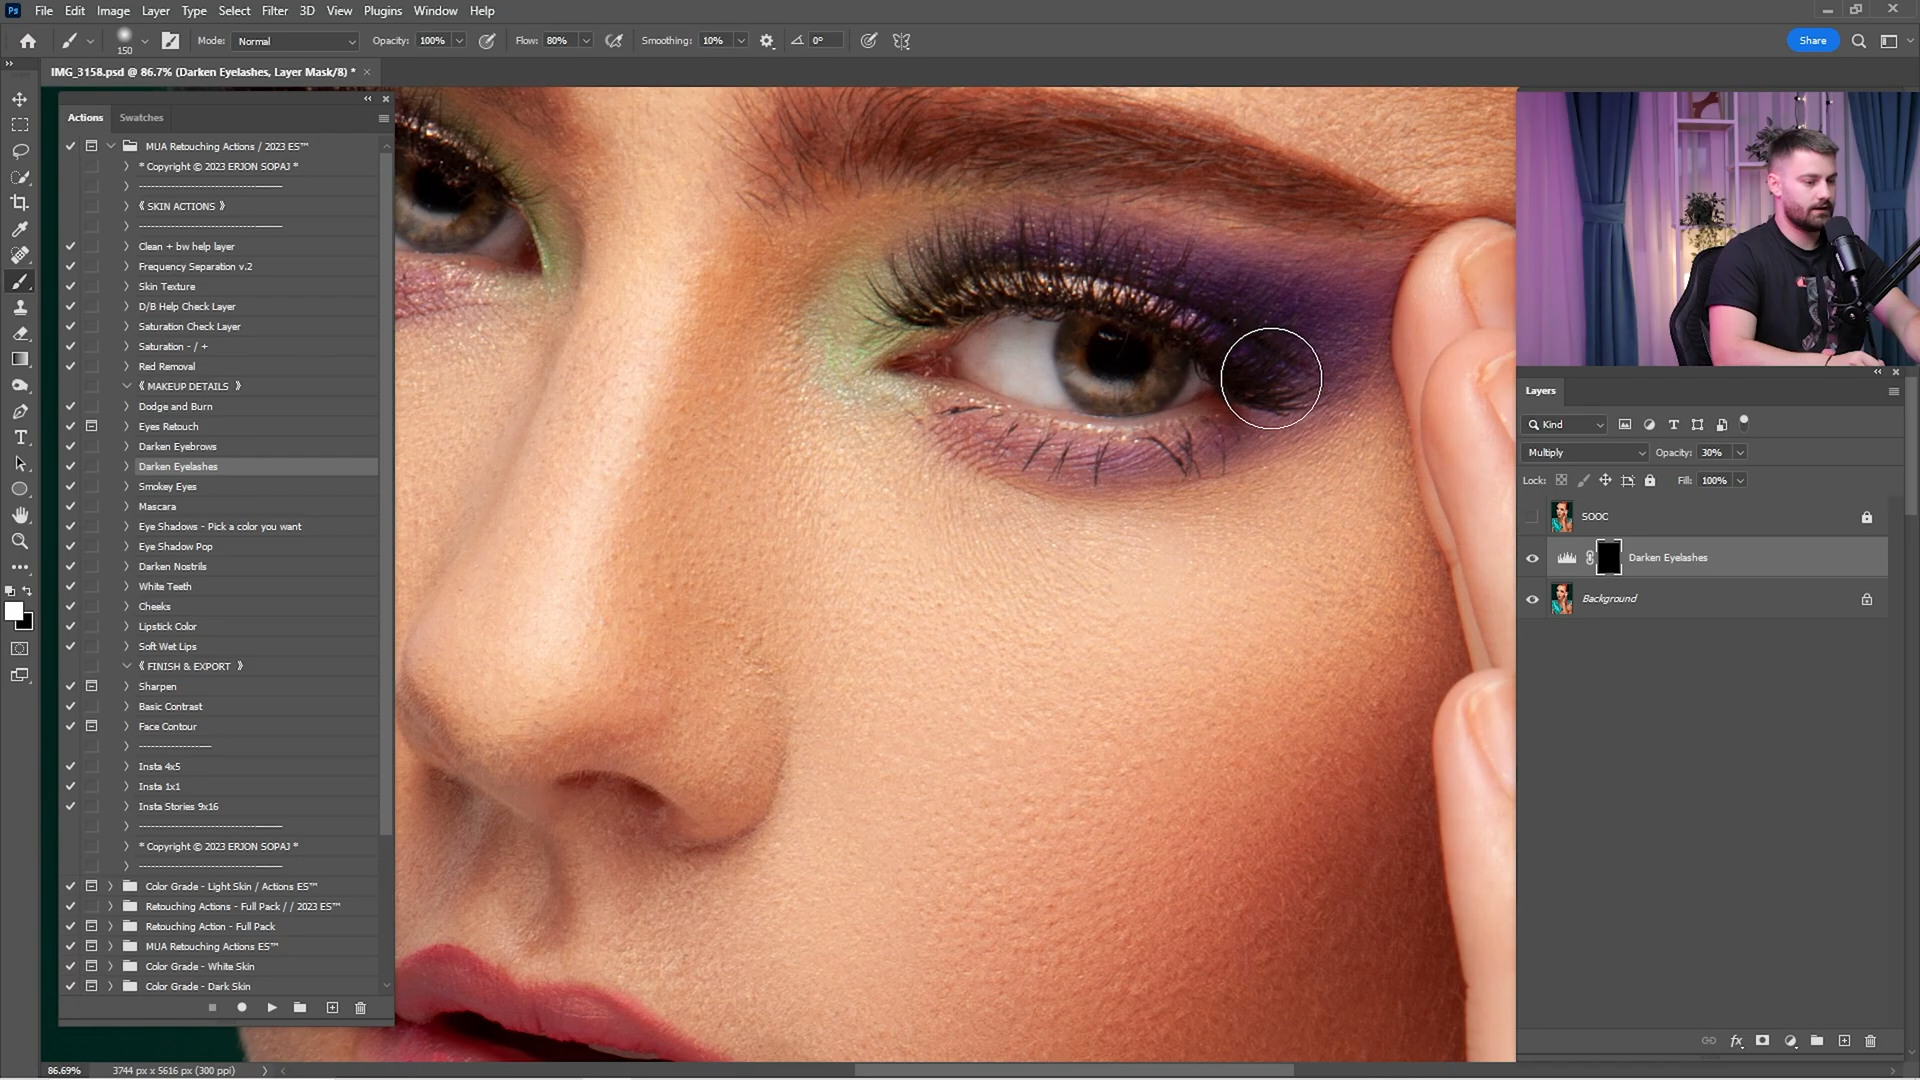 Ps File Edit Image Layer Type Select Filter 3D View Plugins Window Help
150 Mode: Normal Opacity: 100% Flow: 80% Smoothing: 10% 0° Share
IMG_3158.psd @ 86.7% (Darken Eyelashes, Layer Mask/8) *
Actions Swatches
MUA Retouching Actions / 2023 ES™
* Copyright © 2023 ERJON SOPAJ *
《 SKIN ACTIONS 》
Clean + bw help layer
Frequency Separation v.2
Skin Texture
D/B Help Check Layer
Saturation Check Layer
Saturation - / +
Red Removal
《 MAKEUP DETAILS 》
Dodge and Burn
Eyes Retouch
Darken Eyebrows
Darken Eyelashes
Smokey Eyes
Mascara
Eye Shadows - Pick a color you want
Eye Shadow Pop
Darken Nostrils
White Teeth
Cheeks
Lipstick Color
Soft Wet Lips
《 FINISH & EXPORT 》
Sharpen
Basic Contrast
Face Contour
Insta 4x5
Insta 1x1
Insta Stories 9x16
* Copyright © 2023 ERJON SOPAJ *
Color Grade - Light Skin / Actions ES™
Retouching Actions - Full Pack / / 2023 ES™
Retouching Action - Full Pack
MUA Retouching Actions ES™
Color Grade - White Skin
Color Grade - Dark Skin
Layers
Kind
Multiply Opacity: 30%
Lock: Fill: 100%
SOOC
Darken Eyelashes
Background
86.69% 3744 px x 5616 px (300 ppi)